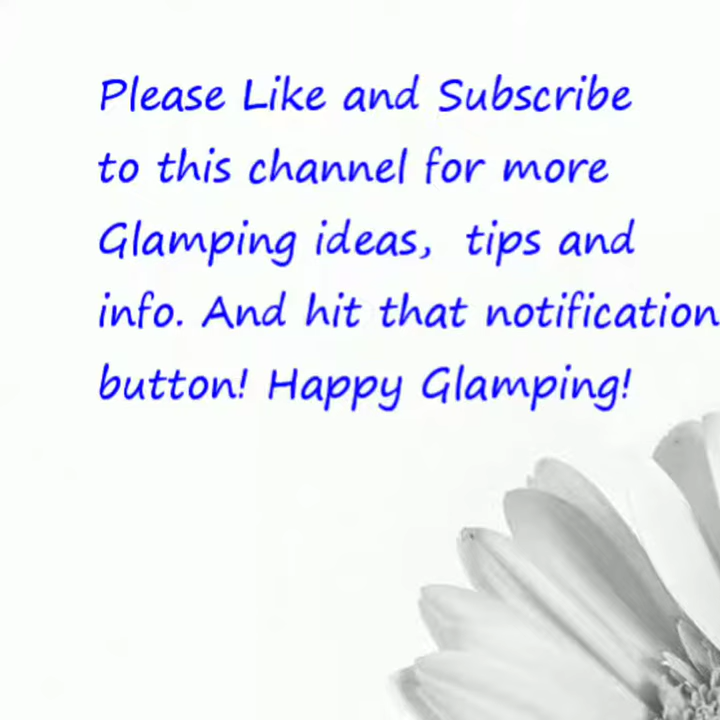 Please Like and Subscribe
to this channel for more
Glamping ideas, tips and
info. And hit that notification
button! Happy Glamping!